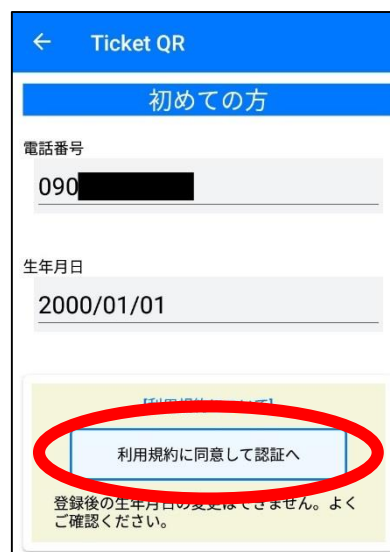 ← Ticket QR
初めての方
電話番号
090
生年月日
2000/01/01
利用規約に同意して認証へ
登録後の生年月日の変更はできません。よく
ご確認ください。